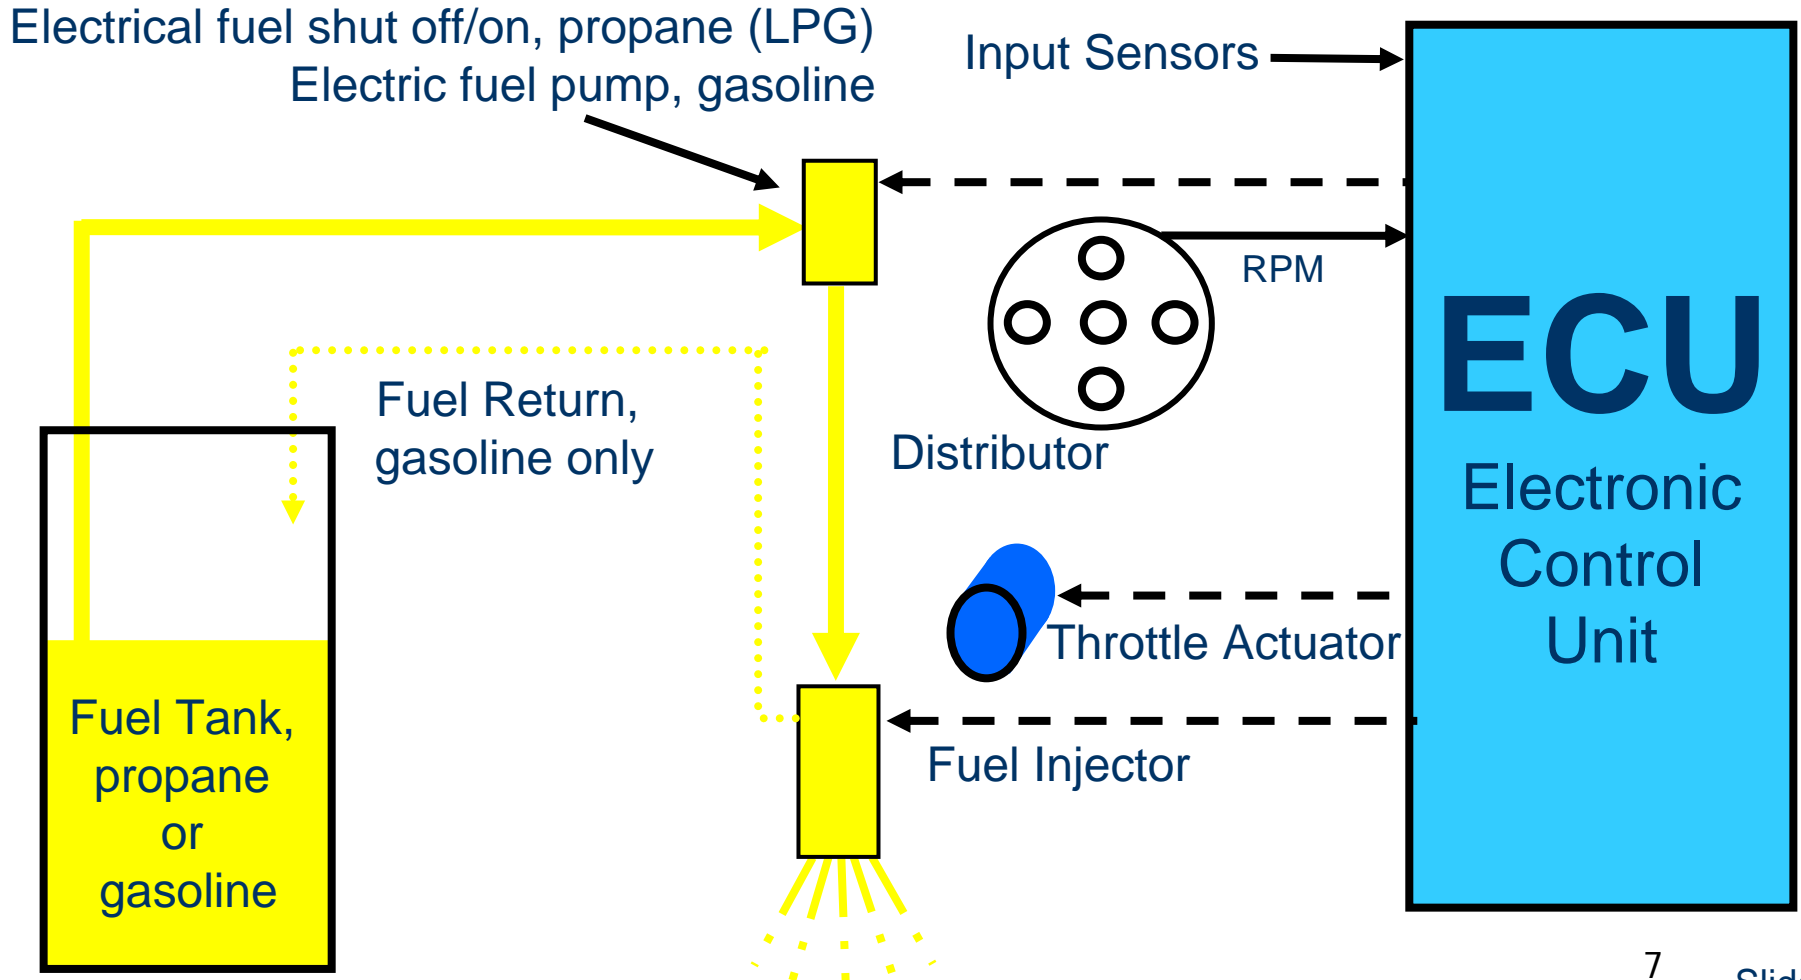 Electrical fuel shut off/on, propane (LPG)
Electric fuel pump, gasoline
Input Sensors
RPM
ECU
Electronic
Control
Unit
Fuel Return,
gasoline only
Distributor
Throttle Actuator
Fuel Injector
Fuel Tank,
propane
or
gasoline
7